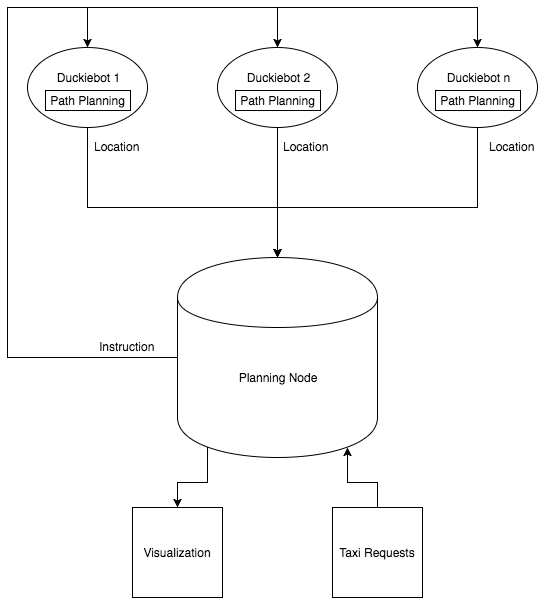 Duckiebot 1
Path Planning
Duckiebot 2
Path Planning
Duckiebot n
Path Planning
Location
Location
Location
Instruction
Planning Node
Visualization
Taxi Requests